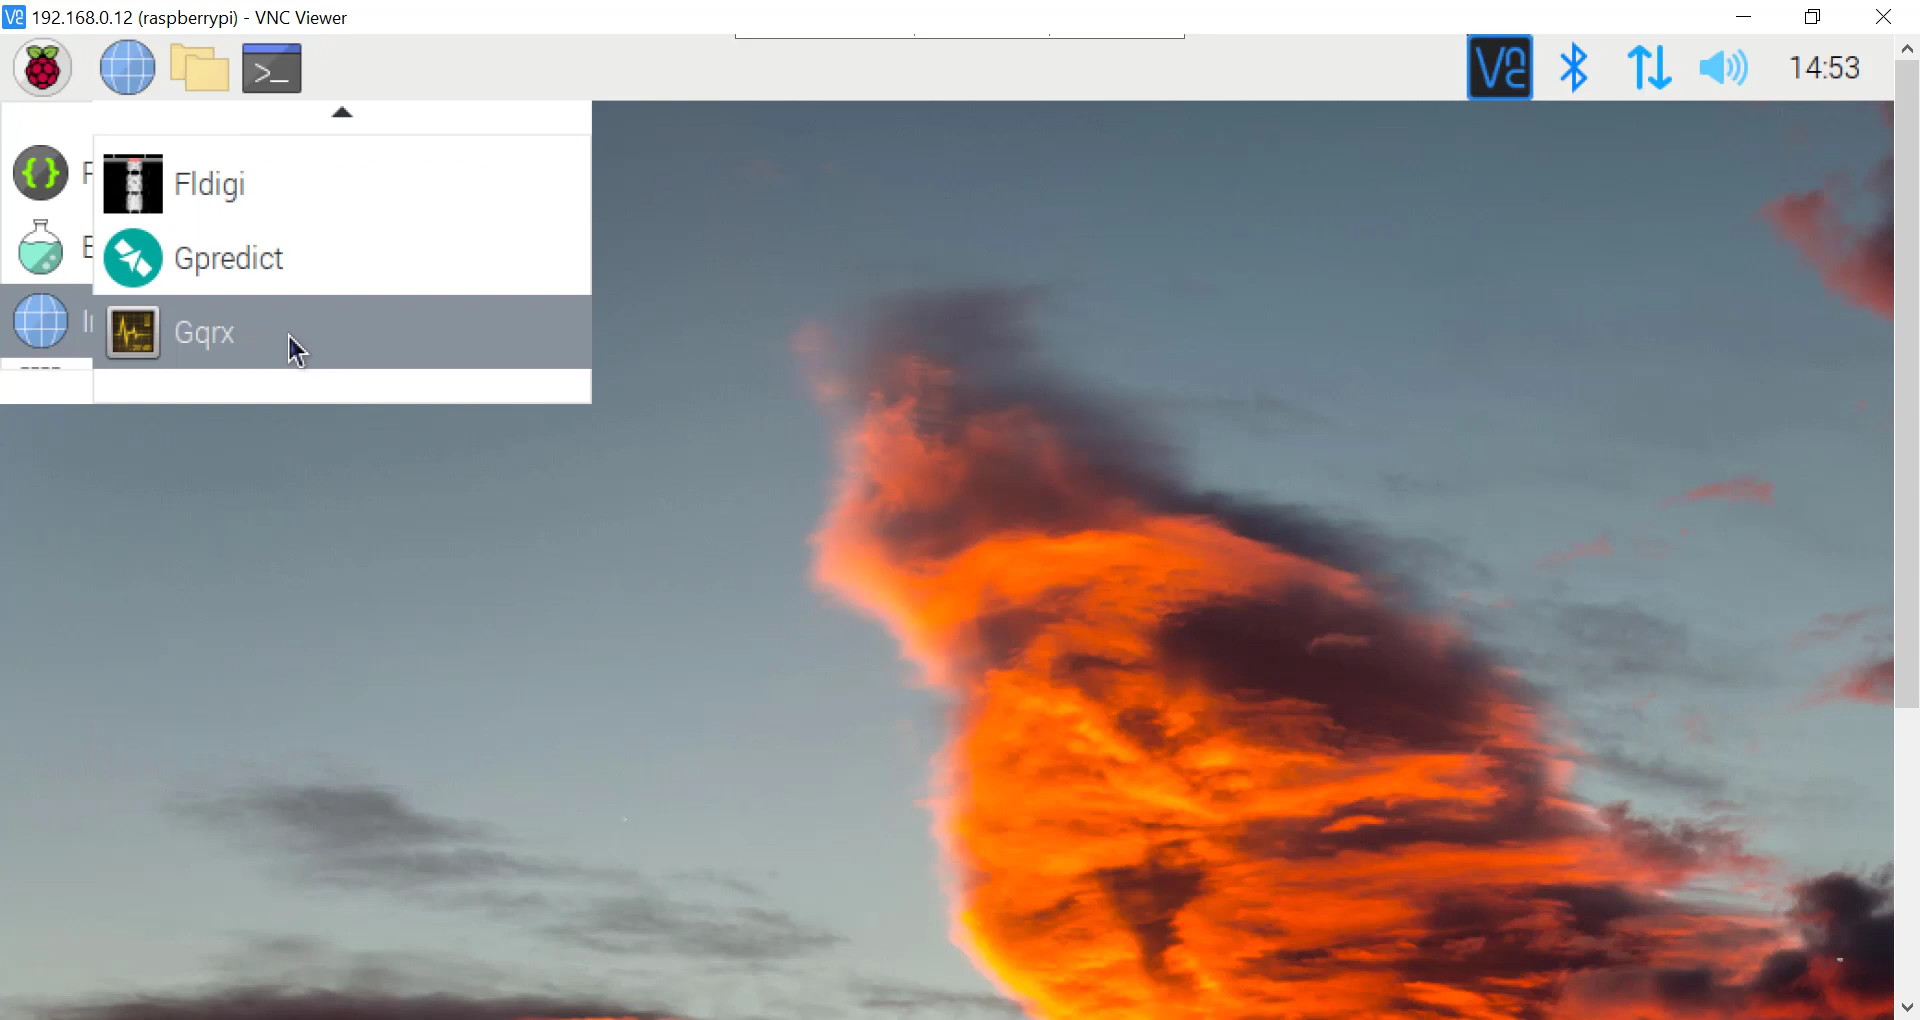 192.168.0.12 (raspberrypi) - VNC Viewer
14:53
Fldigi
Gpredict
Gqrx